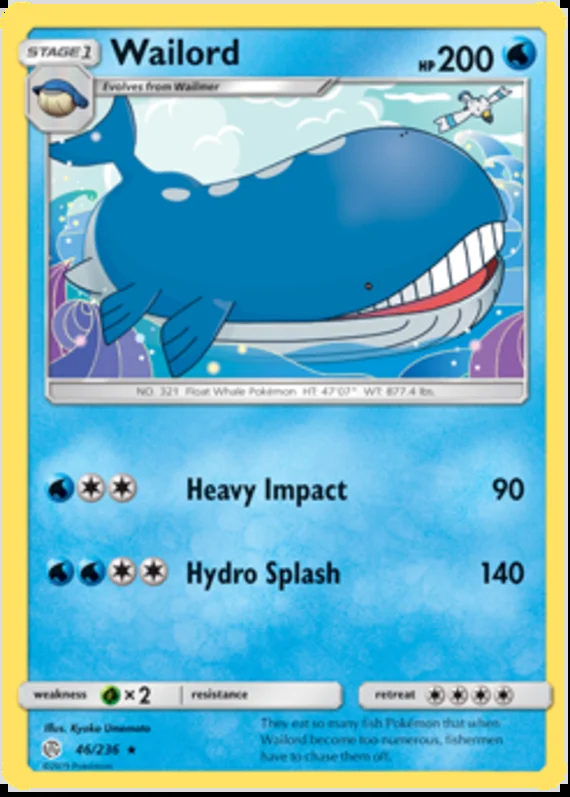 STAGE 1 Wailord HP 200
Evolves from Wailmer
NO. 321 Float Whale Pokémon HT: 47'07" WT: 877.4 lbs.
Heavy Impact 90
Hydro Splash 140
weakness ×2 resistance retreat
Illus. Kyoko Umemoto
46/236 ★
©2019 Pokémon
They eat so many fish Pokémon that when
Wailord become too numerous, fishermen
have to chase them off.